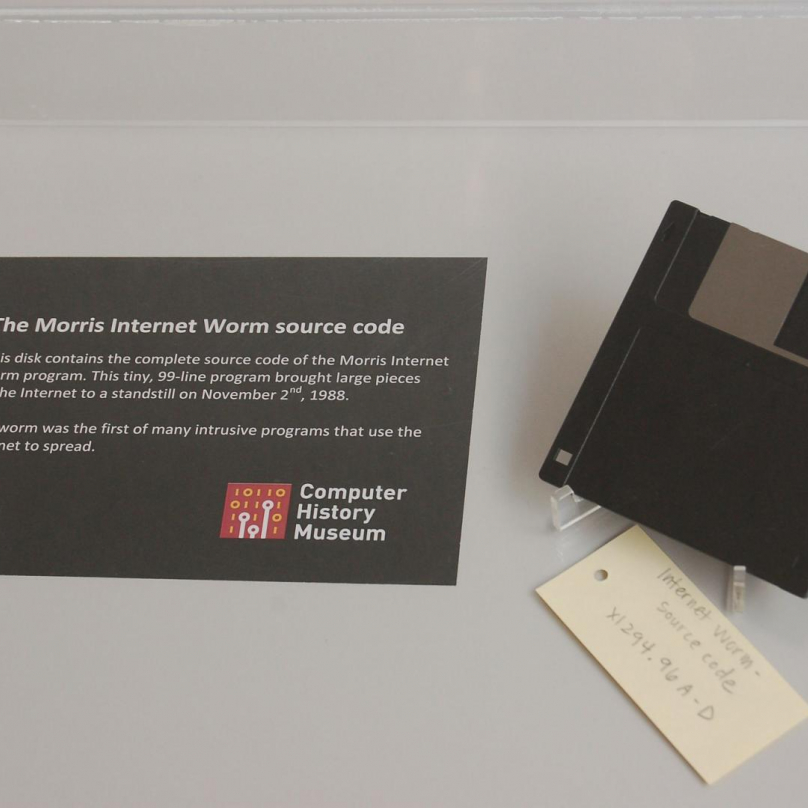 The Morris Internet Worm source code
is disk contains the complete source code of the Morris Internet
rm program. This tiny, 99-line program brought large pieces
he Internet to a standstill on November 2nd, 1988.
worm was the first of many intrusive programs that use the
net to spread.
10110
Computer
History
Museum
Internet Worm-
source code
X1294.96 A-D